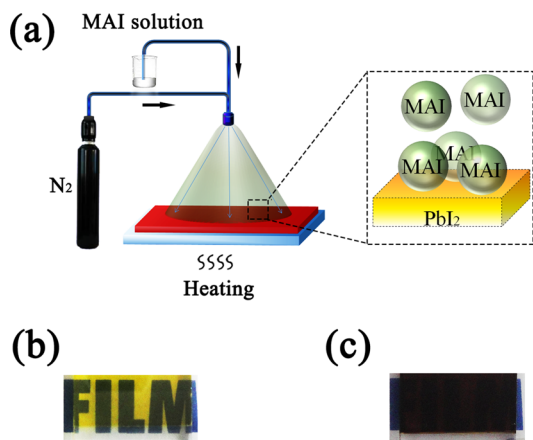 (a)
MAI solution
N2
MAI
MAI
MAI
MAI
MAI
PbI2
Heating
(b)
(c)
FILM